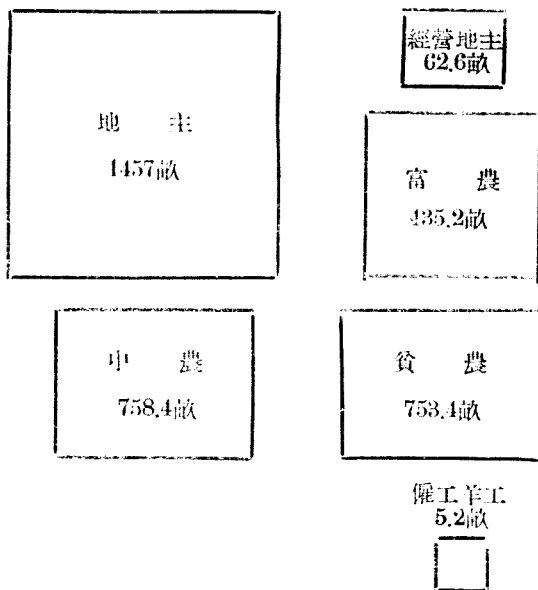 地主
1457畝
經營地主
62.6畝
富農
435.2畝
中農
758.4畝
貧農
753.4畝
僱工羊工
5.2畝